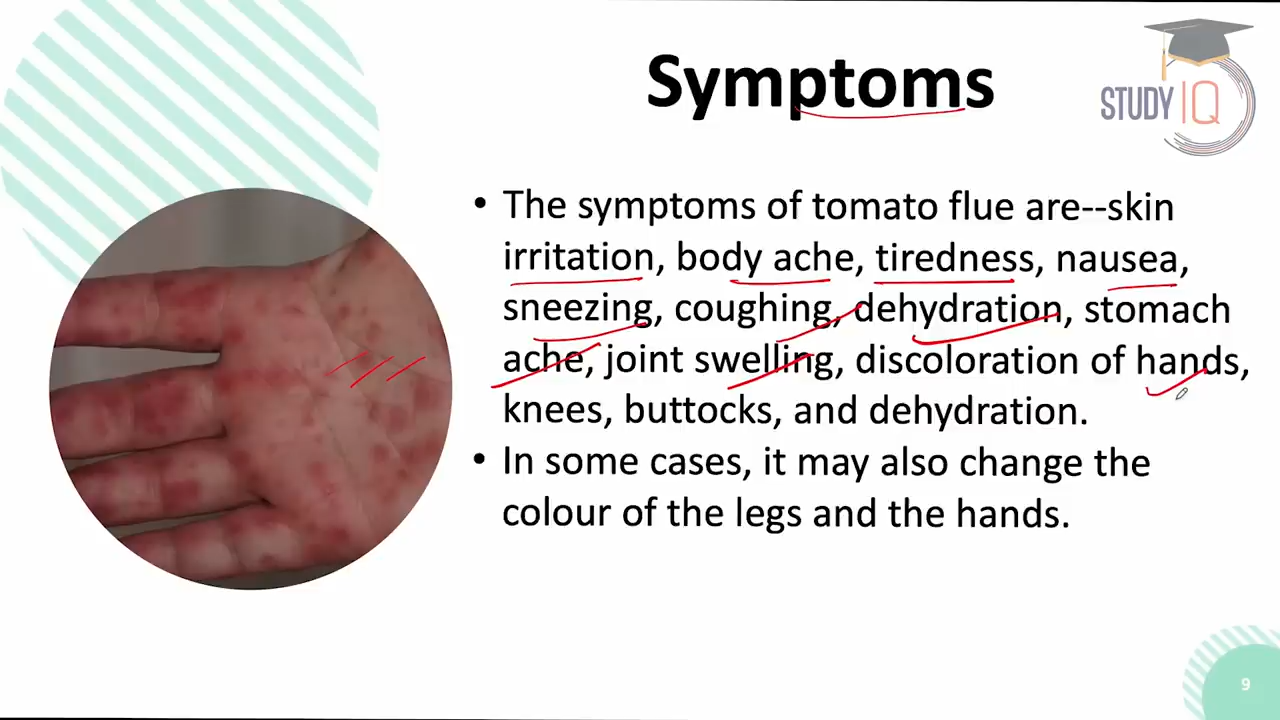 Symptoms
STUDY IQ
• The symptoms of tomato flue are--skin
irritation, body ache, tiredness, nausea,
sneezing, coughing, dehydration, stomach
ache, joint swelling, discoloration of hands,
knees, buttocks, and dehydration.
• In some cases, it may also change the
colour of the legs and the hands.
9